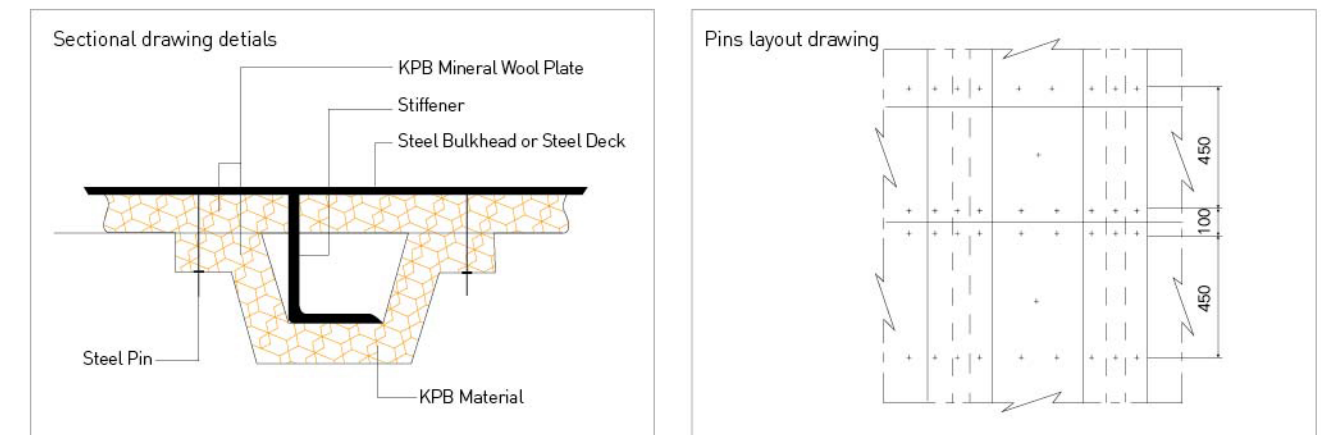 Sectional drawing detials
KPB Mineral Wool Plate
Stiffener
Steel Bulkhead or Steel Deck
Steel Pin
KPB Material
Pins layout drawing
450
100
450